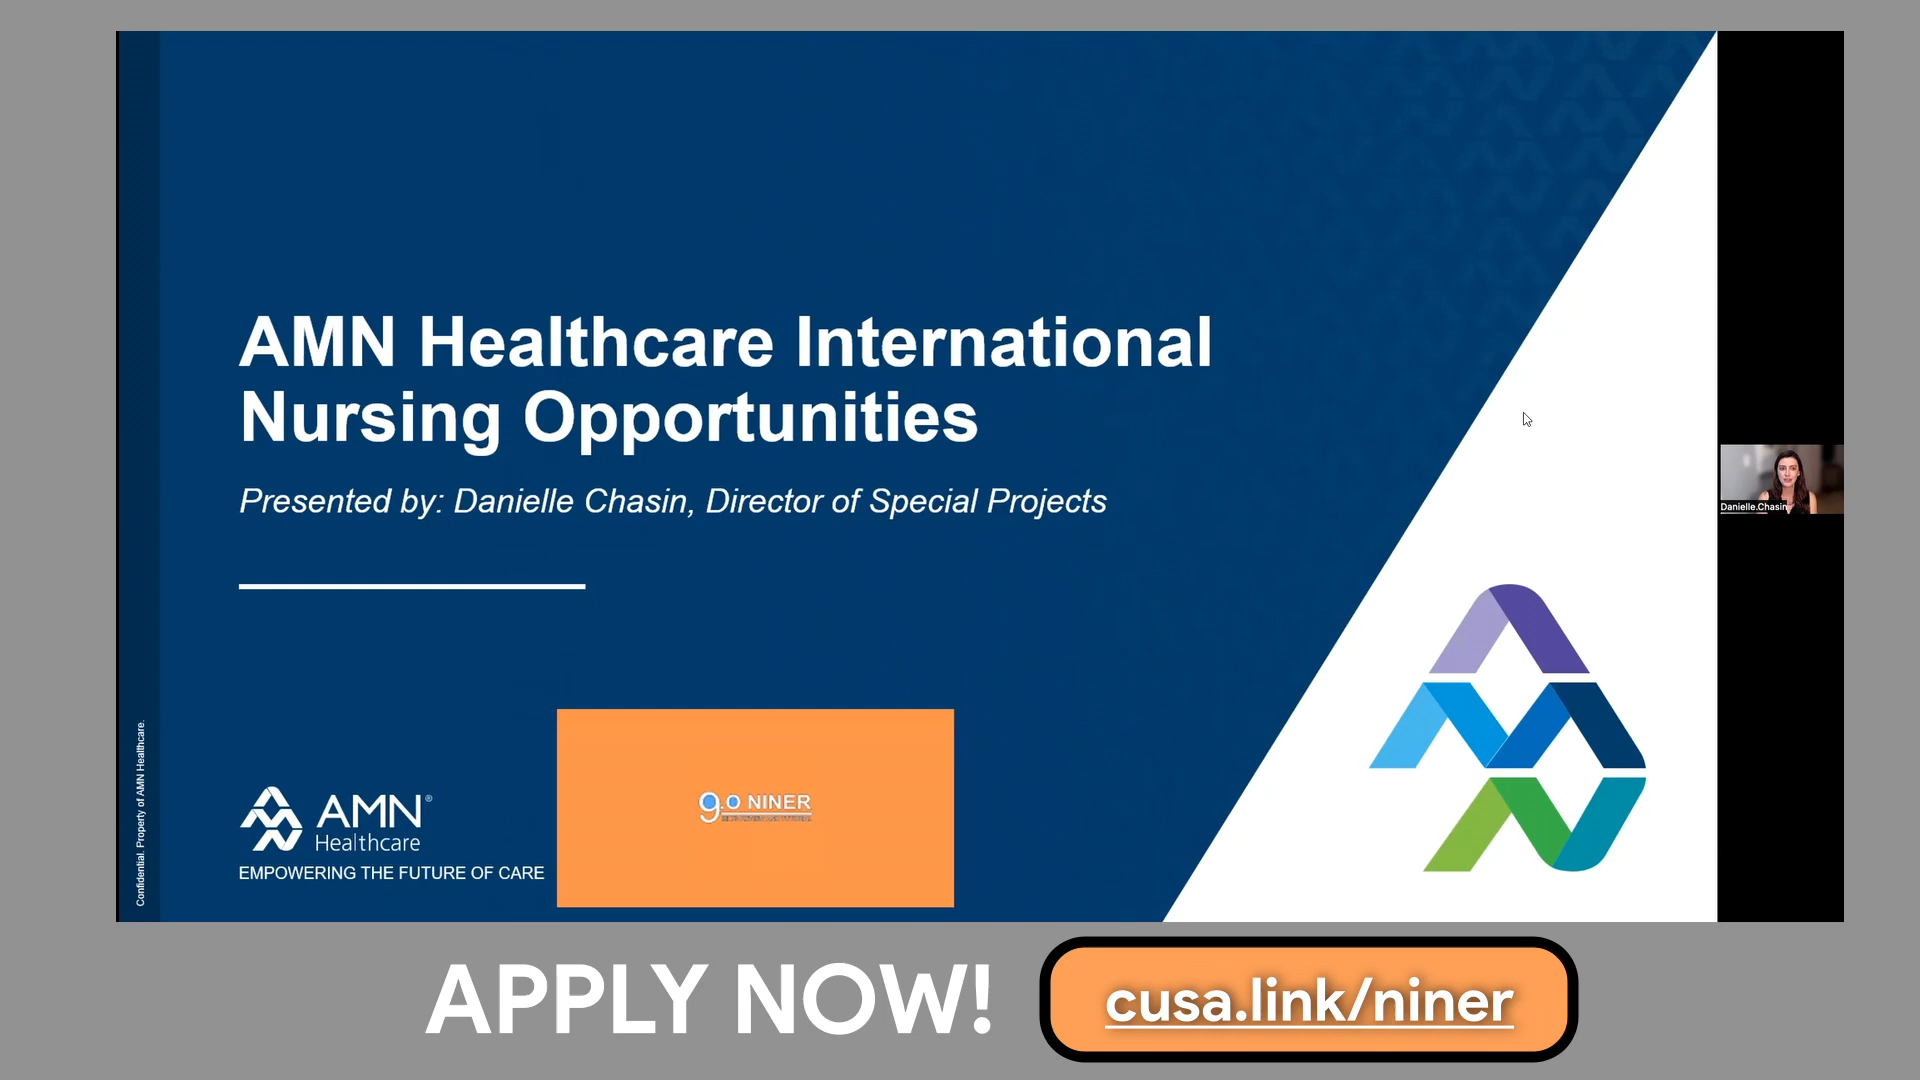 AMN Healthcare International
Nursing Opportunities
Presented by: Danielle Chasin, Director of Special Projects
Danielle.Chasin
Confidential. Property of AMN Healthcare.
AMN®
Healthcare
EMPOWERING THE FUTURE OF CARE
9.0 NINER
APPLY NOW!
cusa.link/niner